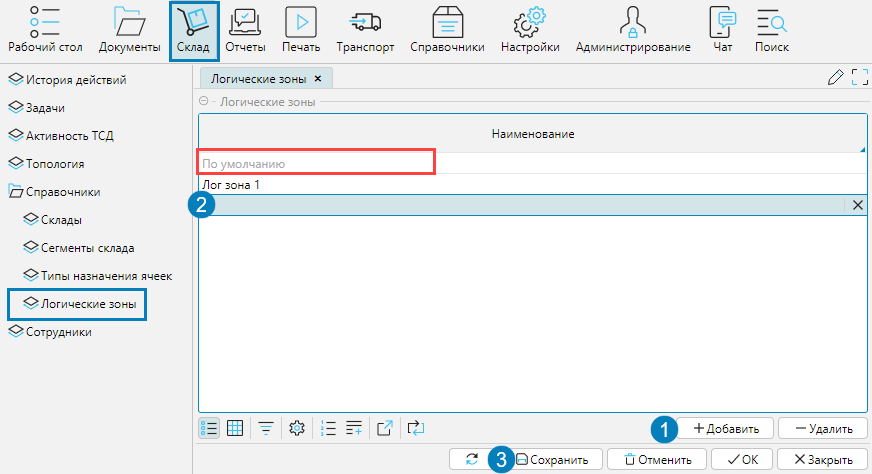 Рабочий стол Документы Склад Отчеты Печать Транспорт Справочники Настройки Администрирование Чат Поиск
История действий
Задачи
Активность ТСД
Топология
Справочники
Склады
Сегменты склада
Типы назначения ячеек
Логические зоны
Сотрудники
Логические зоны
Логические зоны
Наименование
По умолчанию
Лог зона 1
2
1 Добавить Удалить
3 Сохранить Отменить OK Закрыть